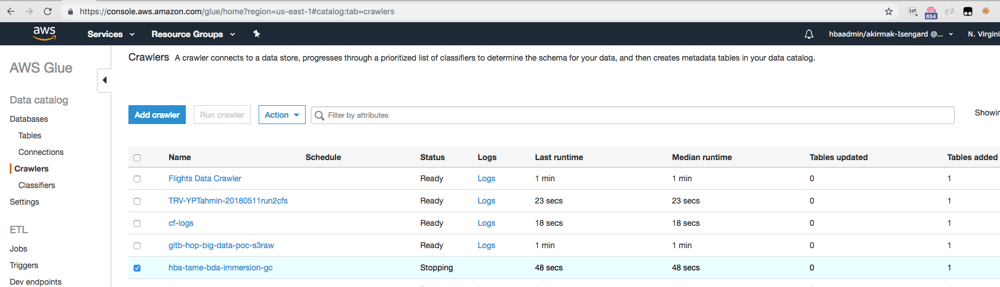 https://console.aws.amazon.com/glue/home?region=us-east-1#catalog:tab=crawlers
IP
654
aws
Services
Resource Groups
hbaadmin/akirmak-Isengard @...
N. Virgini
AWS Glue
Data catalog
Databases
Tables
Connections
Crawlers
Classifiers
Settings
ETL
Jobs
Triggers
Dev endpoints
Crawlers A crawler connects to a data store, progresses through a prioritized list of classifiers to determine the schema for your data, and then creates metadata tables in your data catalog.
Add crawler Run crawler Action Filter by attributes Showin
Name Schedule Status Logs Last runtime Median runtime Tables updated Tables added
Flights Data Crawler Ready Logs 1 min 1 min 0 1
TRV-YPTahmin-20180511run2cfs Ready Logs 23 secs 23 secs 0 1
cf-logs Ready Logs 18 secs 18 secs 0 1
gltb-hop-big-data-poc-s3raw Ready Logs 1 min 1 min 0 1
hba-tame-bda-immersion-gc Stopping 48 secs 48 secs 0 1